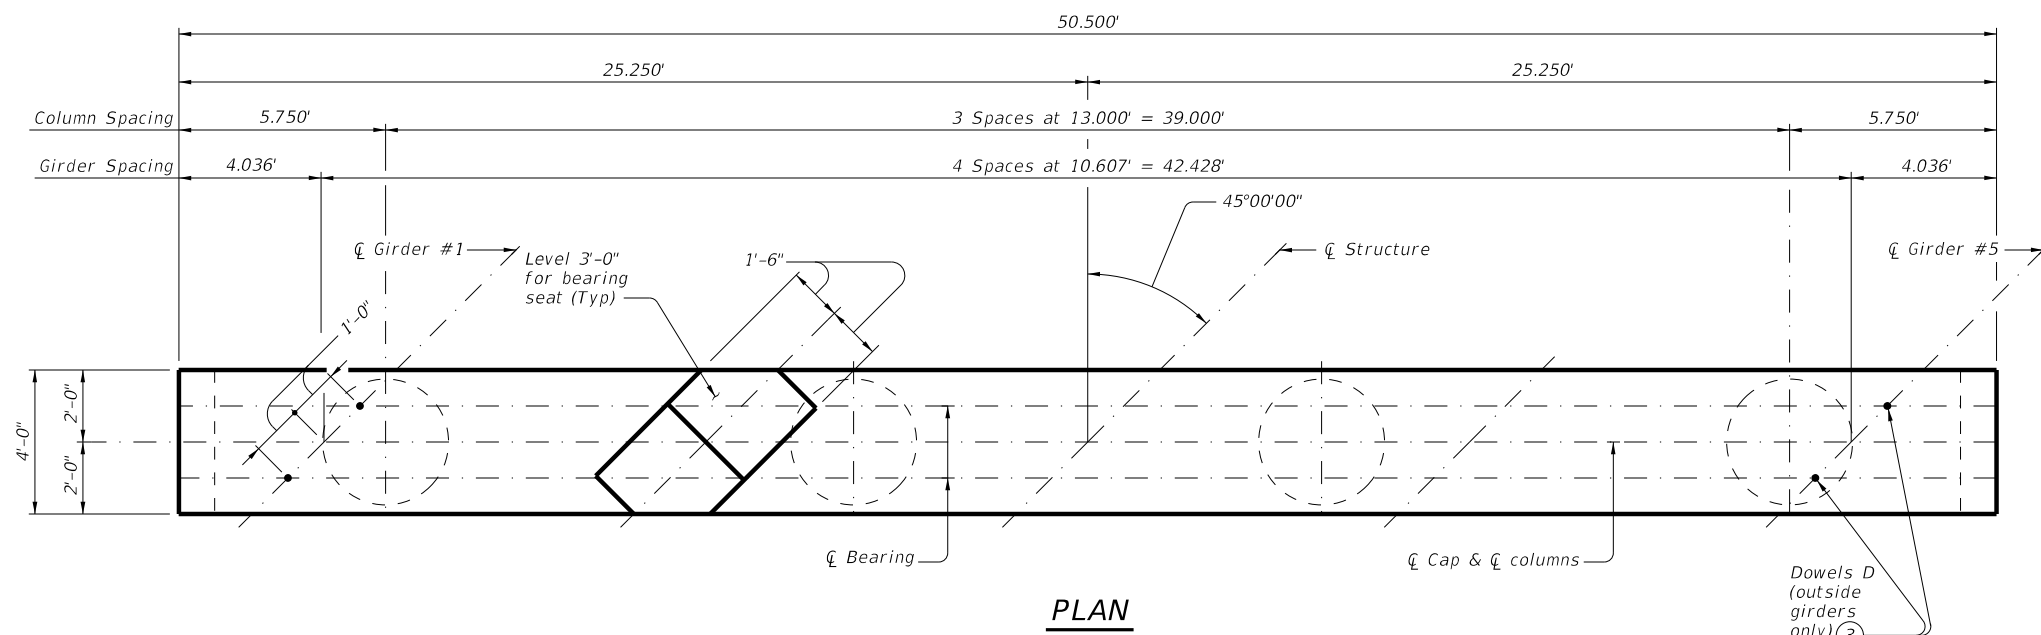 50.500'
25.250'
25.250'
Column Spacing
5.750'
3 Spaces at 13.000' = 39.000'
5.750'
Girder Spacing
4.036'
4 Spaces at 10.607' = 42.428'
4.036'
45°00'00"
℄ Girder #1
Level 3'-0"
for bearing
seat (Typ)
1'-6"
℄ Structure
℄ Girder #5
1'-0"
4'-0"
2'-0"
2'-0"
℄ Bearing
℄ Cap & ℄ columns
Dowels D
(outside
girders
only)
PLAN